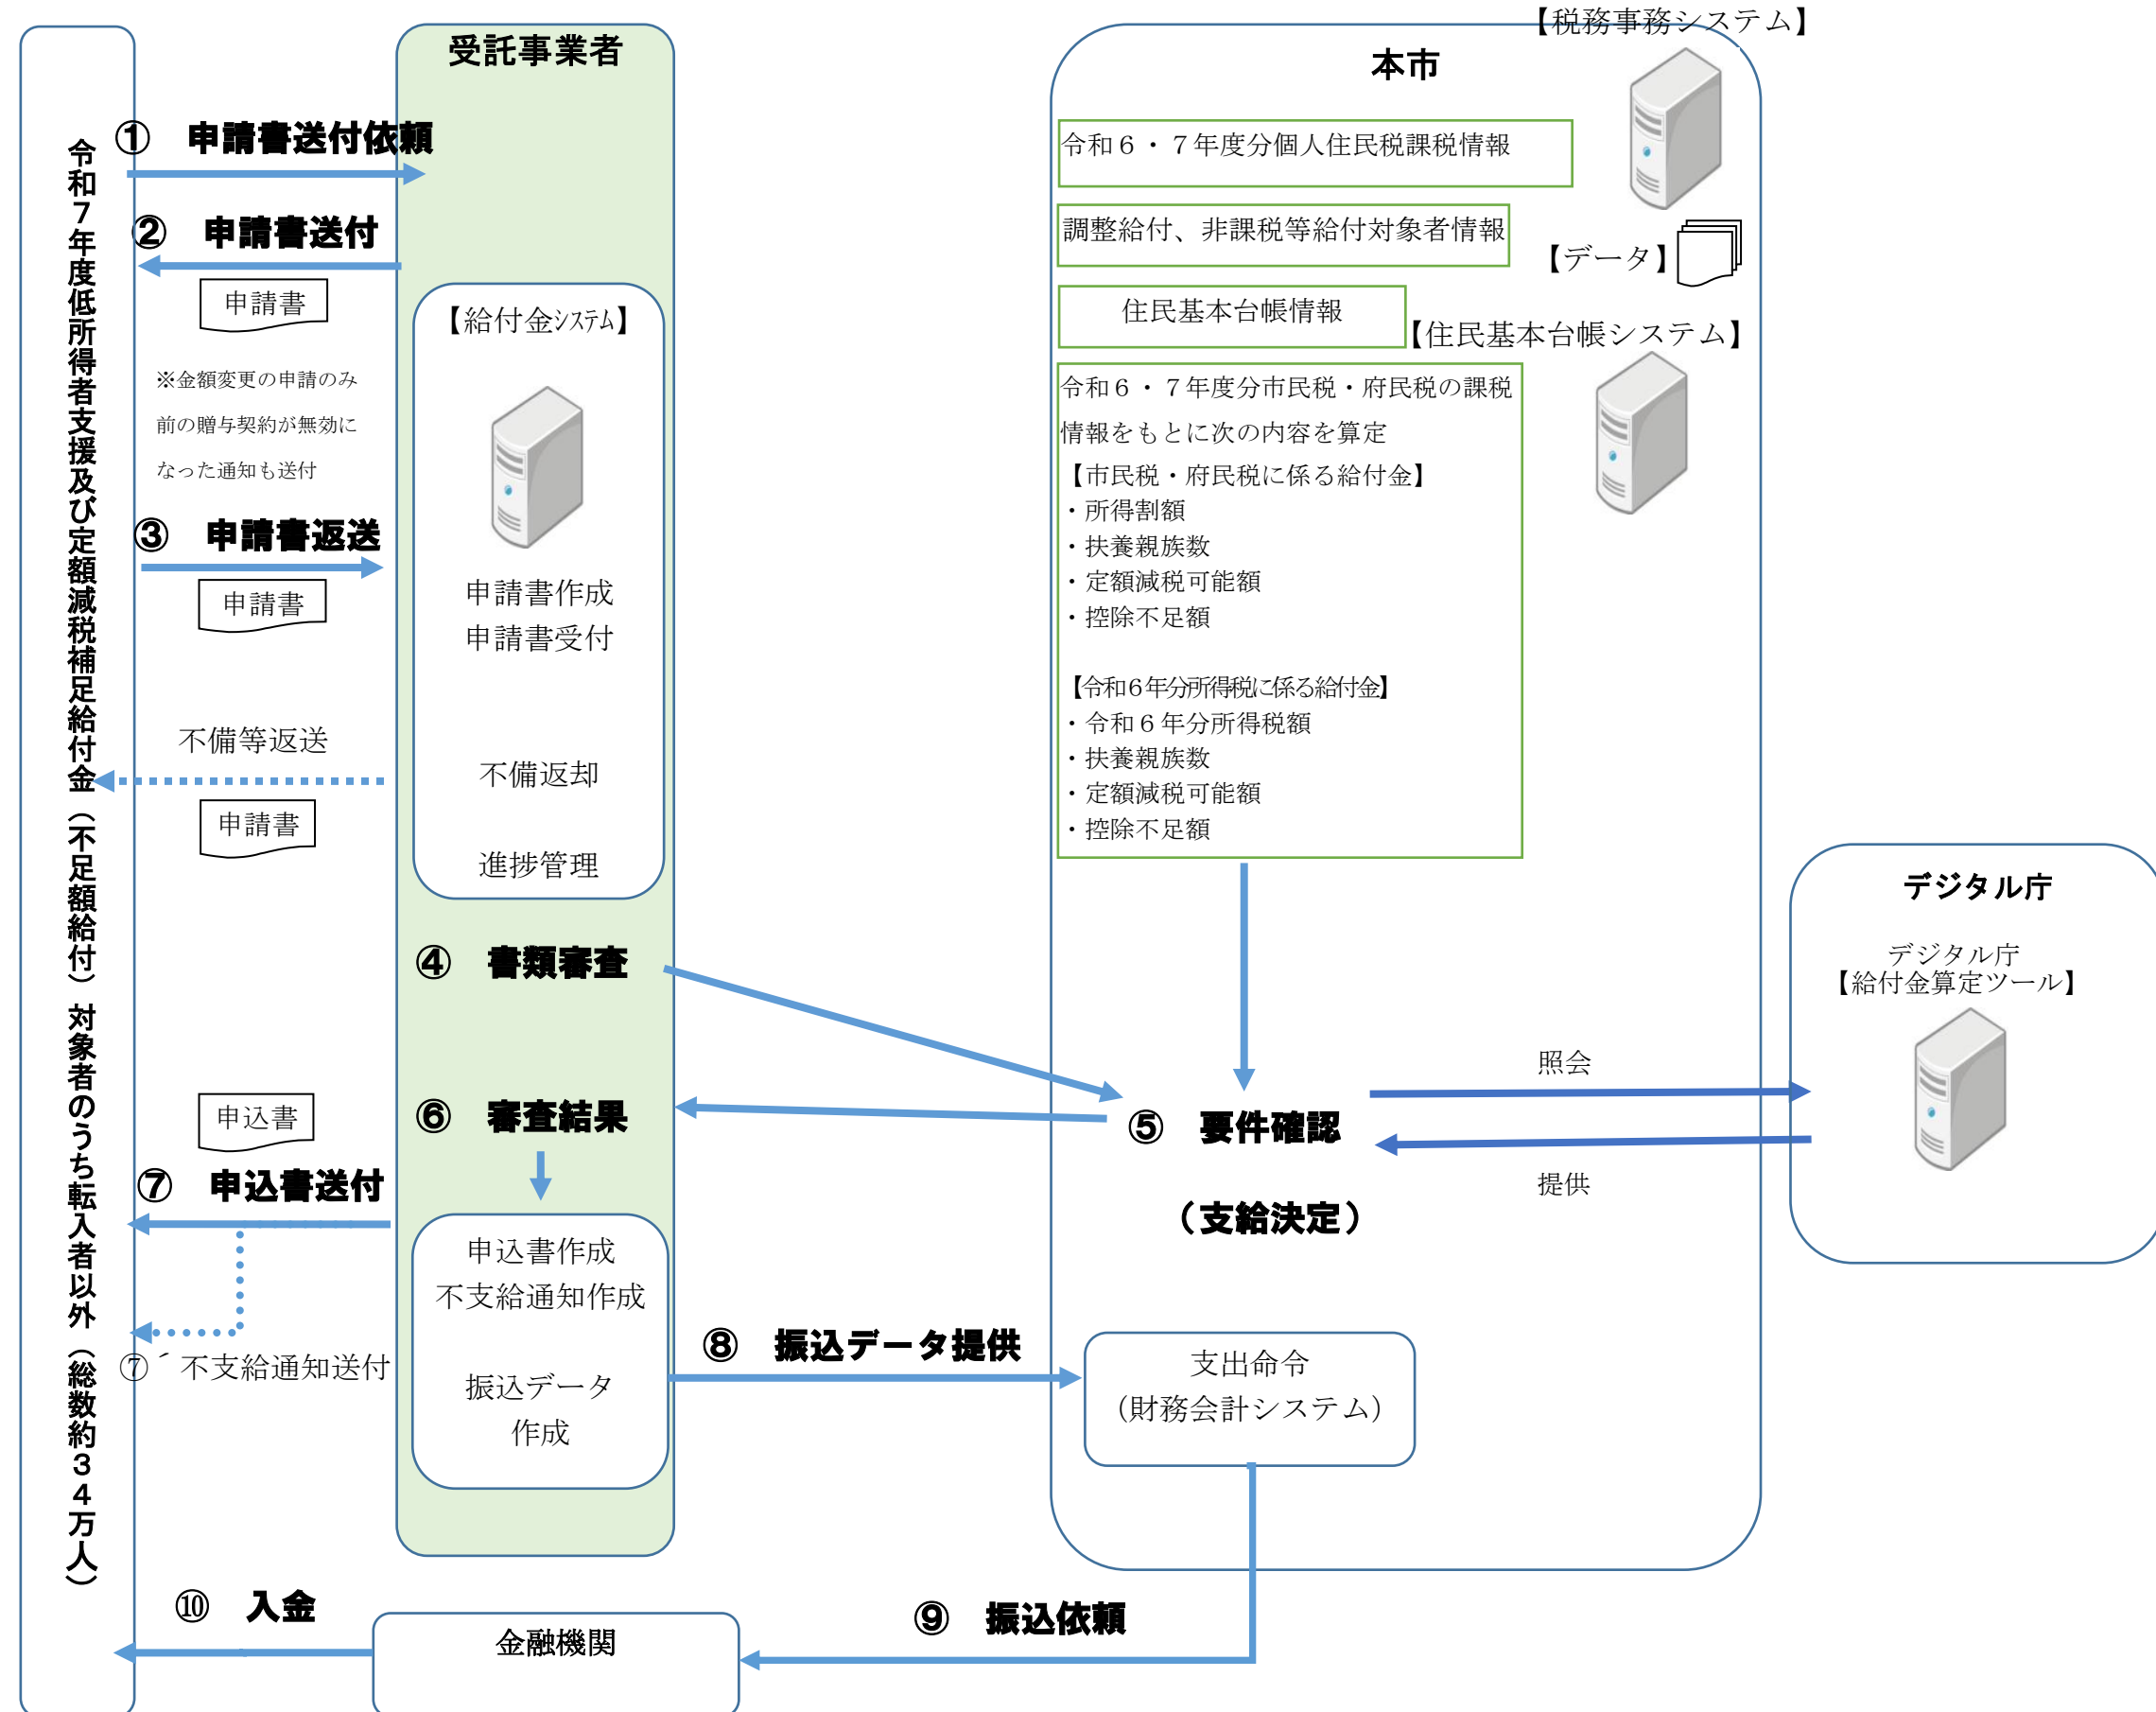 令和７年度低所得者支援及び定額減税補足給付金（不足額給付）対象者のうち転入者以外（総数約３４万人）
受託事業者
① 申請書送付依頼
② 申請書送付
申請書
※金額変更の申請のみ
前の贈与契約が無効に
なった通知も送付
③ 申請書返送
申請書
不備等返送
申請書
【給付金システム】
申請書作成
申請書受付
不備返却
進捗管理
④ 書類審査
⑥ 審査結果
申込書
⑦ 申込書送付
⑦´不支給通知送付
申込書作成
不支給通知作成
振込データ
作成
⑧ 振込データ提供
本市
【税務事務システム】
令和６・７年度分個人住民税課税情報
調整給付、非課税等給付対象者情報
【データ】
住民基本台帳情報
【住民基本台帳システム】
令和６・７年度分市民税・府民税の課税
情報をもとに次の内容を算定
【市民税・府民税に係る給付金】
・所得割額
・扶養親族数
・定額減税可能額
・控除不足額
【令和６年分所得税に係る給付金】
・令和６年分所得税額
・扶養親族数
・定額減税可能額
・控除不足額
⑤ 要件確認
（支給決定）
照会
提供
デジタル庁
デジタル庁
【給付金算定ツール】
支出命令
（財務会計システム）
⑨ 振込依頼
金融機関
⑩ 入金